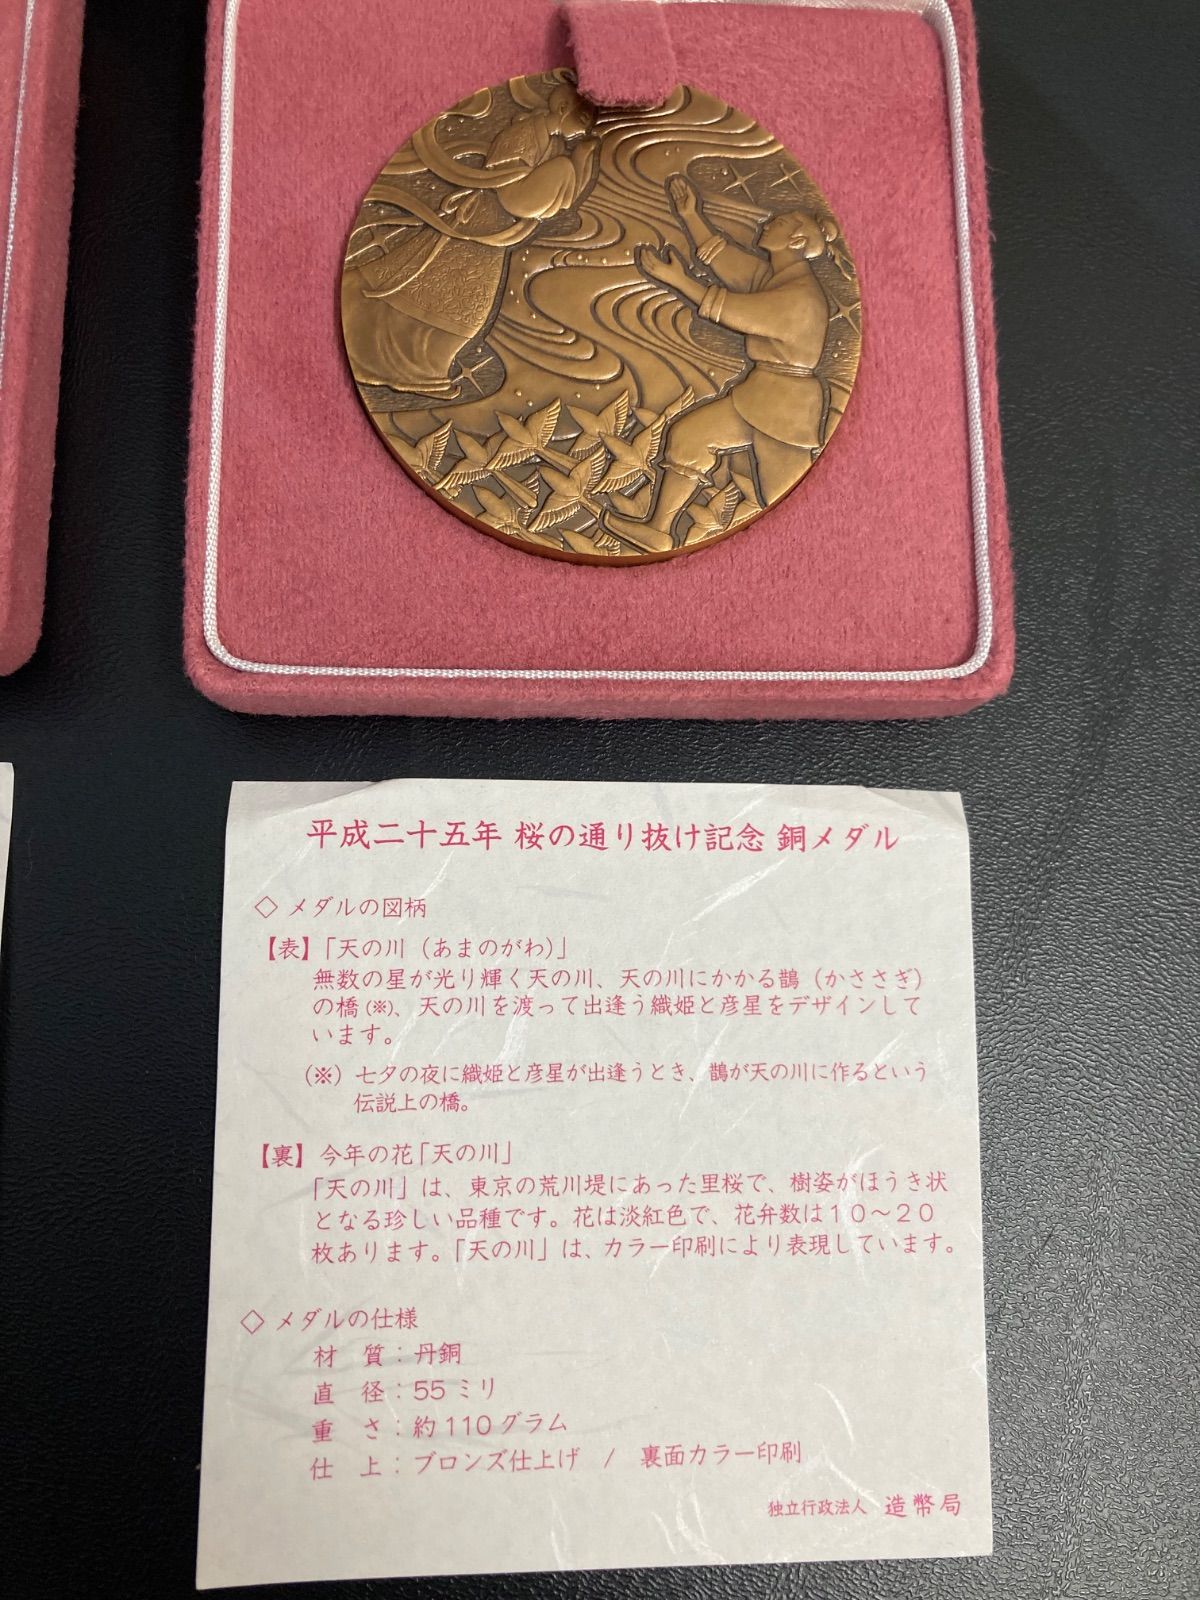 平成二十五年 桜の通り抜け記念 銅メダル
◇ メダルの図柄
【表】「天の川（あまのがわ）」
無数の星が光り輝く天の川、天の川にかかる鵲（かささぎ）
の橋(※)、天の川を渡って出逢う織姫と彦星をデザインして
います。
（※）七夕の夜に織姫と彦星が出逢うとき、鵲が天の川に作るという
伝説上の橋。
【裏】今年の花「天の川」
「天の川」は、東京の荒川堤にあった里桜で、樹姿がほうき状
となる珍しい品種です。花は淡紅色で、花弁数は１０～２０
枚あります。「天の川」は、カラー印刷により表現しています。
◇ メダルの仕様
材 質：丹銅
直 径：55ミリ
重 さ：約110グラム
仕 上：ブロンズ仕上げ / 裏面カラー印刷
独立行政法人 造幣局